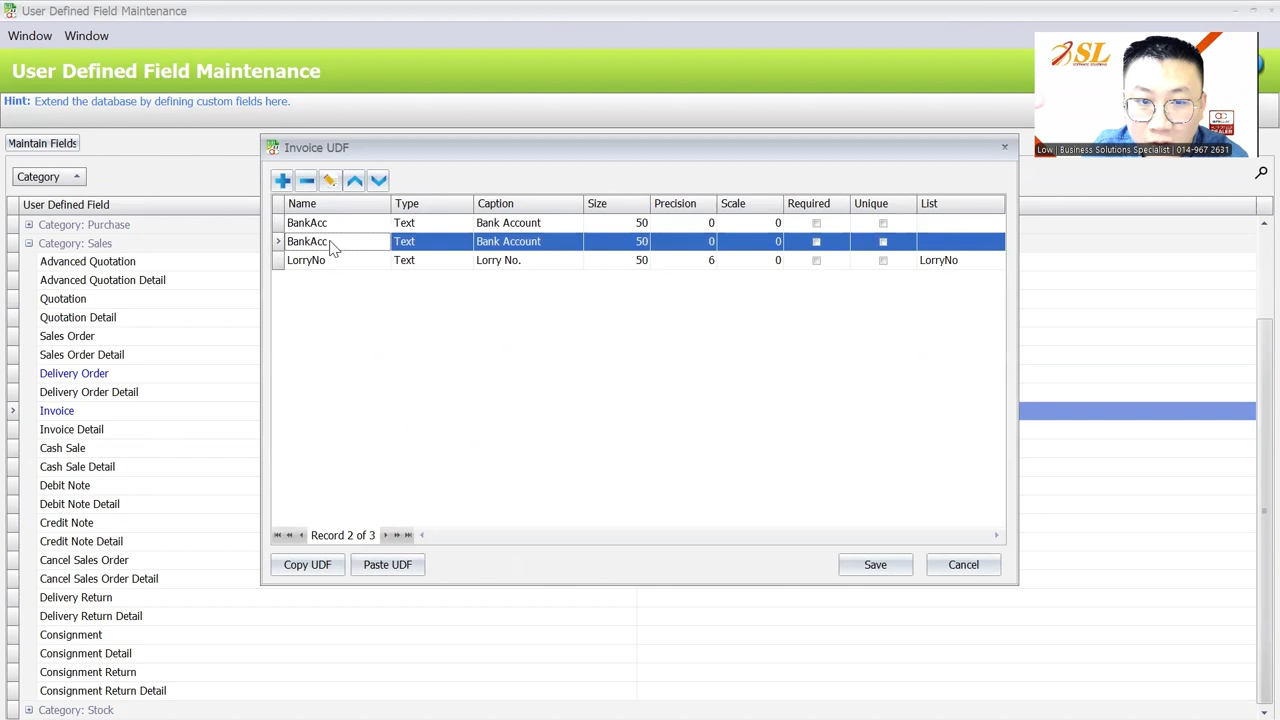 User Defined Field Maintenance
Window Window
User Defined Field Maintenance
Hint: Extend the database by defining custom fields here.
SL
Low | Business Solutions Specialist | 014-967 2631
Maintain Fields
Category
User Defined Field
Category: Purchase
Category: Sales
Advanced Quotation
Advanced Quotation Detail
Quotation
Quotation Detail
Sales Order
Sales Order Detail
Delivery Order
Delivery Order Detail
Invoice
Invoice Detail
Cash Sale
Cash Sale Detail
Debit Note
Debit Note Detail
Credit Note
Credit Note Detail
Cancel Sales Order
Cancel Sales Order Detail
Delivery Return
Delivery Return Detail
Consignment
Consignment Detail
Consignment Return
Consignment Return Detail
Category: Stock
Invoice UDF
Name Type Caption Size Precision Scale Required Unique List
BankAcc Text Bank Account 50 0 0
BankAcc Text Bank Account 50 0 0
LorryNo Text Lorry No. 50 6 0 LorryNo
Record 2 of 3
Copy UDF Paste UDF Save Cancel